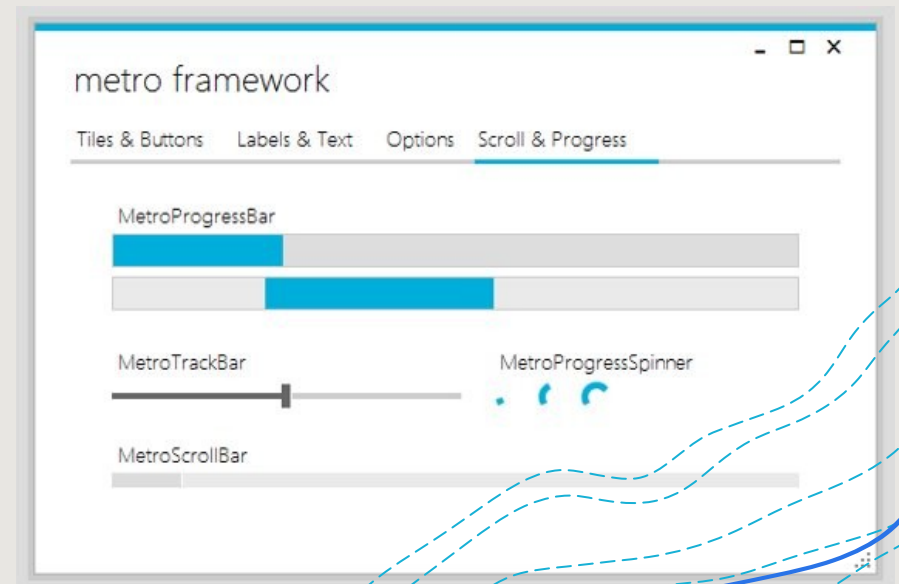 metro framework
Tiles & Buttons Labels & Text Options Scroll & Progress
MetroProgressBar
MetroTrackBar MetroProgressSpinner
MetroScrollBar